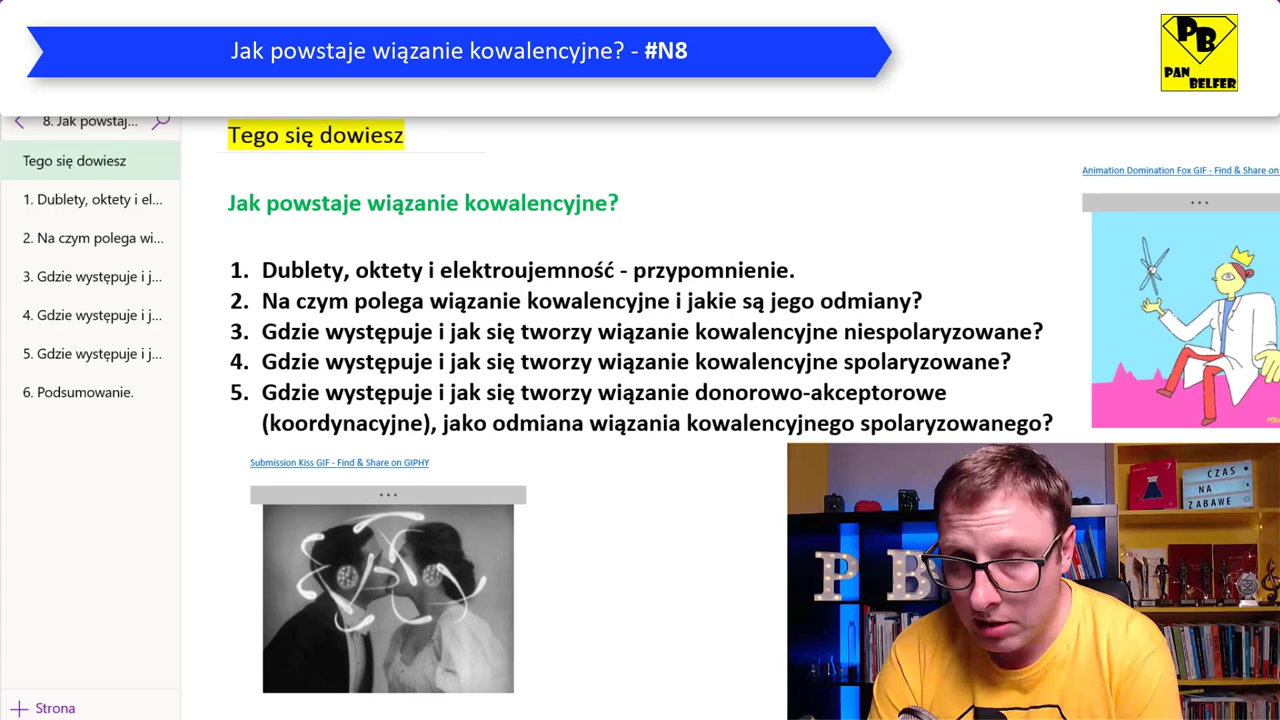 Jak powstaje wiązanie kowalencyjne? - #N8
PB
PAN
BELFER
8. Jak powstaj...
Tego się dowiesz
1. Dublety, oktety i el...
2. Na czym polega wi...
3. Gdzie występuje i j...
4. Gdzie występuje i j...
5. Gdzie występuje i j...
6. Podsumowanie.
Strona
Tego się dowiesz
Animation Domination Fox GIF - Find & Share on
Jak powstaje wiązanie kowalencyjne?
1. Dublety, oktety i elektroujemność - przypomnienie.
2. Na czym polega wiązanie kowalencyjne i jakie są jego odmiany?
3. Gdzie występuje i jak się tworzy wiązanie kowalencyjne niespolaryzowane?
4. Gdzie występuje i jak się tworzy wiązanie kowalencyjne spolaryzowane?
5. Gdzie występuje i jak się tworzy wiązanie donorowo-akceptorowe
(koordynacyjne), jako odmiana wiązania kowalencyjnego spolaryzowanego?
Submission Kiss GIF - Find & Share on GIPHY
CZAS
NA
ZABAWE
7
P B